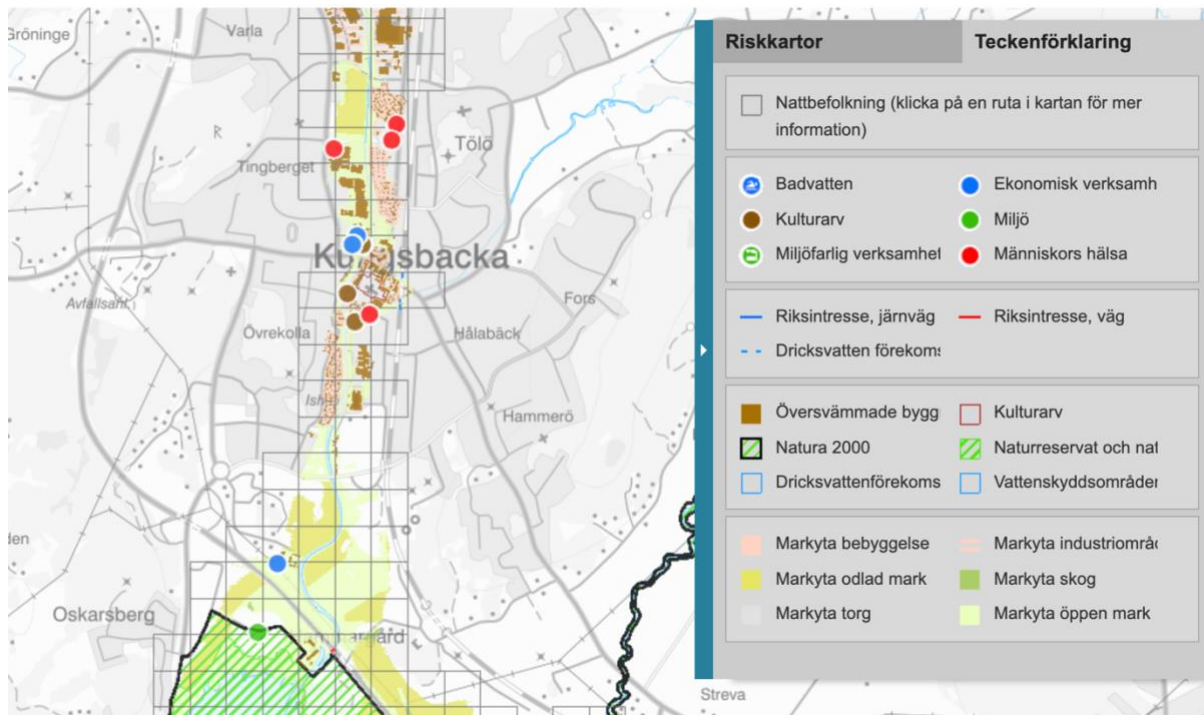 Gröninge
Varla
R
Tölö
Tingberget
Avfallsanl.
Övrekolla
Hålabäck
Fors
Hammerö
Oskarsberg
Streva
Riskkartor
Teckenförklaring
Nattbefolkning (klicka på en ruta i kartan för mer
information)
Badvatten
Ekonomisk verksamh
Kulturarv
Miljö
Miljöfarlig verksamhet
Människors hälsa
Riksintresse, järnväg
Riksintresse, väg
Dricksvatten förekoms
Översvämmade bygg
Kulturarv
Natura 2000
Naturreservat och nat
Dricksvattenförekoms
Vattenskyddsområder
Markyta bebyggelse
Markyta industriområd
Markyta odlad mark
Markyta skog
Markyta torg
Markyta öppen mark